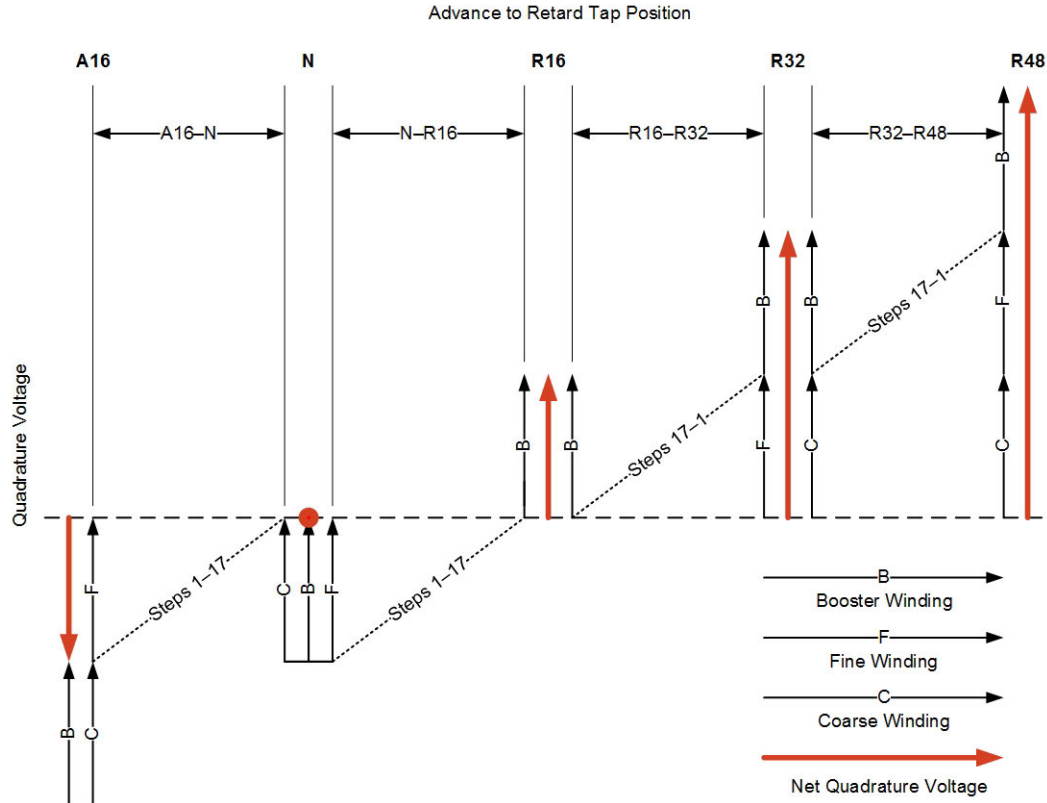 Advance to Retard Tap Position
A16 N R16 R32 R48
A16–N N–R16 R16–R32 R32–R48
B
B B Steps 17–1 F
B B Steps 17–1 F C C
Quadrature Voltage
F Steps 1–17 C B F Steps 1–17
B C
B
Booster Winding
F
Fine Winding
C
Coarse Winding
Net Quadrature Voltage